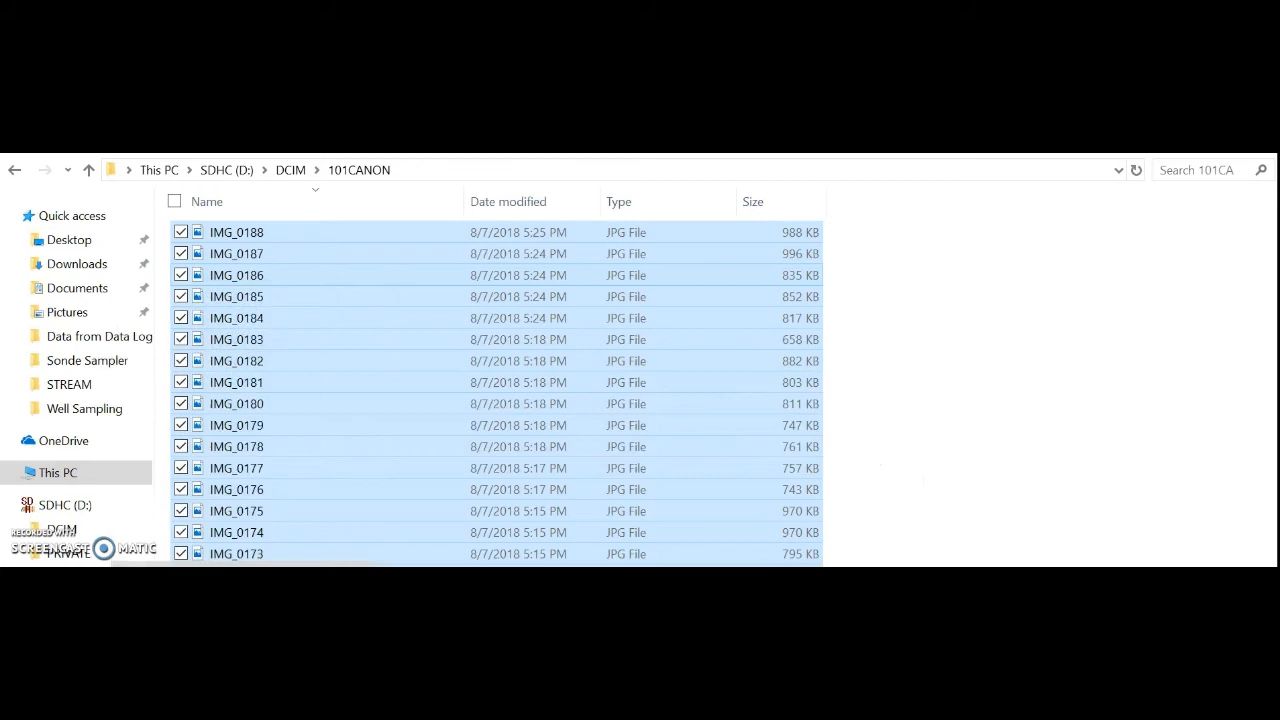 This PC SDHC (D:) DCIM 101CANON Search 101CA
Name Date modified Type Size
Quick access
Desktop
Downloads
Documents
Pictures
Data from Data Log
Sonde Sampler
STREAM
Well Sampling
OneDrive
This PC
SDHC (D:)
DCIM
PRIVATE
IMG_0188 8/7/2018 5:25 PM JPG File 988 KB
IMG_0187 8/7/2018 5:24 PM JPG File 996 KB
IMG_0186 8/7/2018 5:24 PM JPG File 835 KB
IMG_0185 8/7/2018 5:24 PM JPG File 852 KB
IMG_0184 8/7/2018 5:24 PM JPG File 817 KB
IMG_0183 8/7/2018 5:18 PM JPG File 658 KB
IMG_0182 8/7/2018 5:18 PM JPG File 882 KB
IMG_0181 8/7/2018 5:18 PM JPG File 803 KB
IMG_0180 8/7/2018 5:18 PM JPG File 811 KB
IMG_0179 8/7/2018 5:18 PM JPG File 747 KB
IMG_0178 8/7/2018 5:18 PM JPG File 761 KB
IMG_0177 8/7/2018 5:17 PM JPG File 757 KB
IMG_0176 8/7/2018 5:17 PM JPG File 743 KB
IMG_0175 8/7/2018 5:15 PM JPG File 970 KB
IMG_0174 8/7/2018 5:15 PM JPG File 970 KB
IMG_0173 8/7/2018 5:15 PM JPG File 795 KB
RECORDED WITH
SCREENCAST MATIC